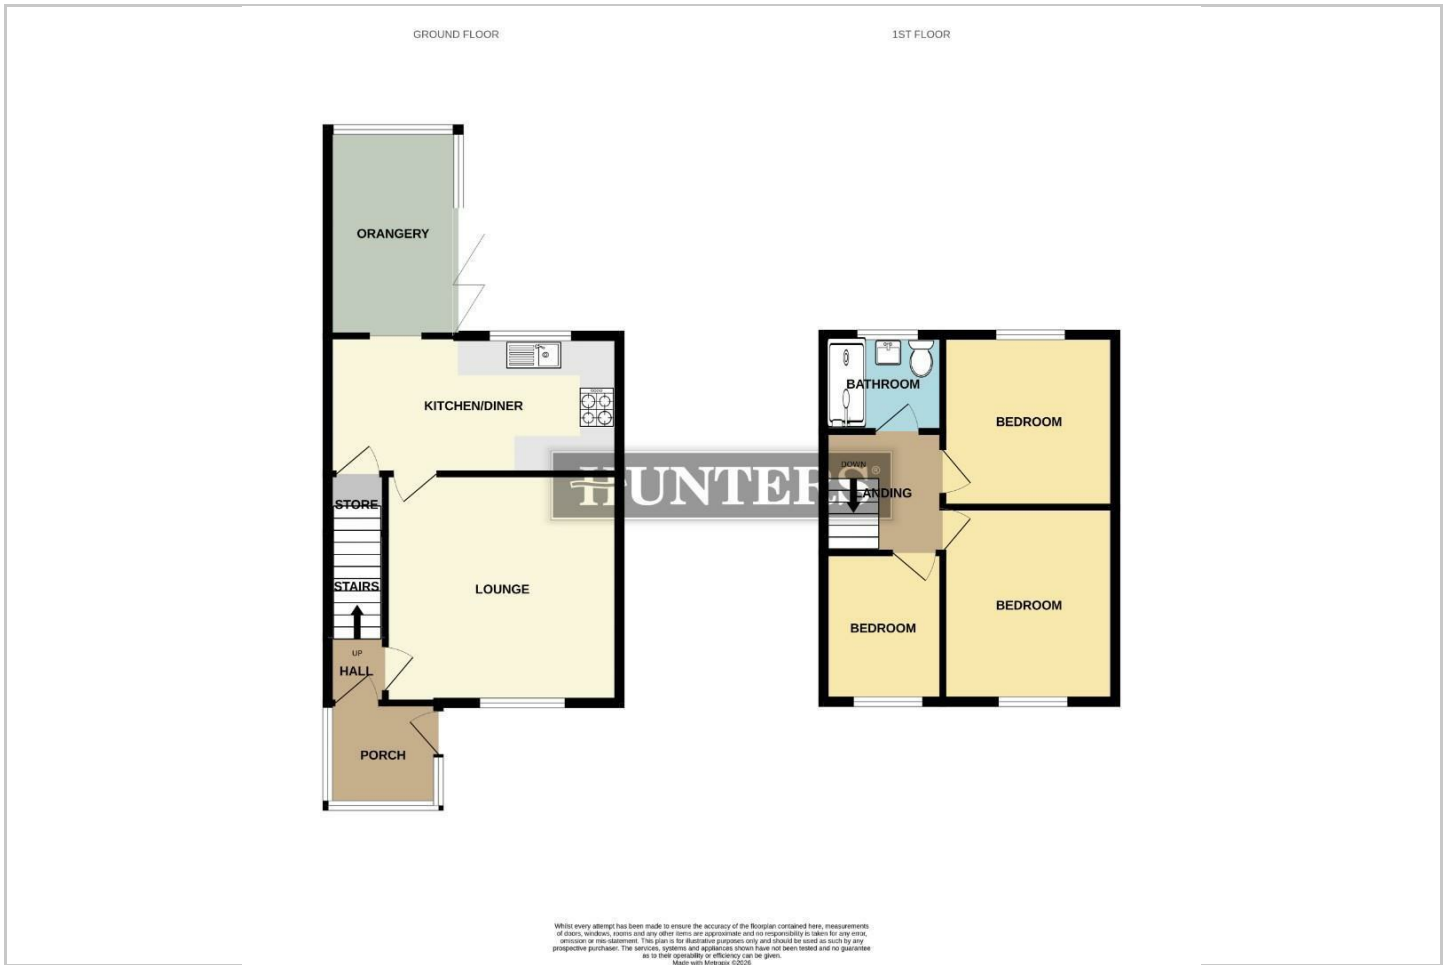 GROUND FLOOR
1ST FLOOR
ORANGERY
KITCHEN/DINER
STORE
STAIRS
LOUNGE
UP
HALL
PORCH
BATHROOM
BEDROOM
DOWN
LANDING
BEDROOM
BEDROOM
HUNTERS®
Whilst every attempt has been made to ensure the accuracy of the floorplan contained here, measurements
of doors, windows, rooms and any other items are approximate and no responsibility is taken for any error,
omission or mis-statement. This plan is for illustrative purposes only and should be used as such by any
prospective purchaser. The services, systems and appliances shown have not been tested and no guarantee
as to their operability or efficiency can be given.
Made with Metropix ©2026